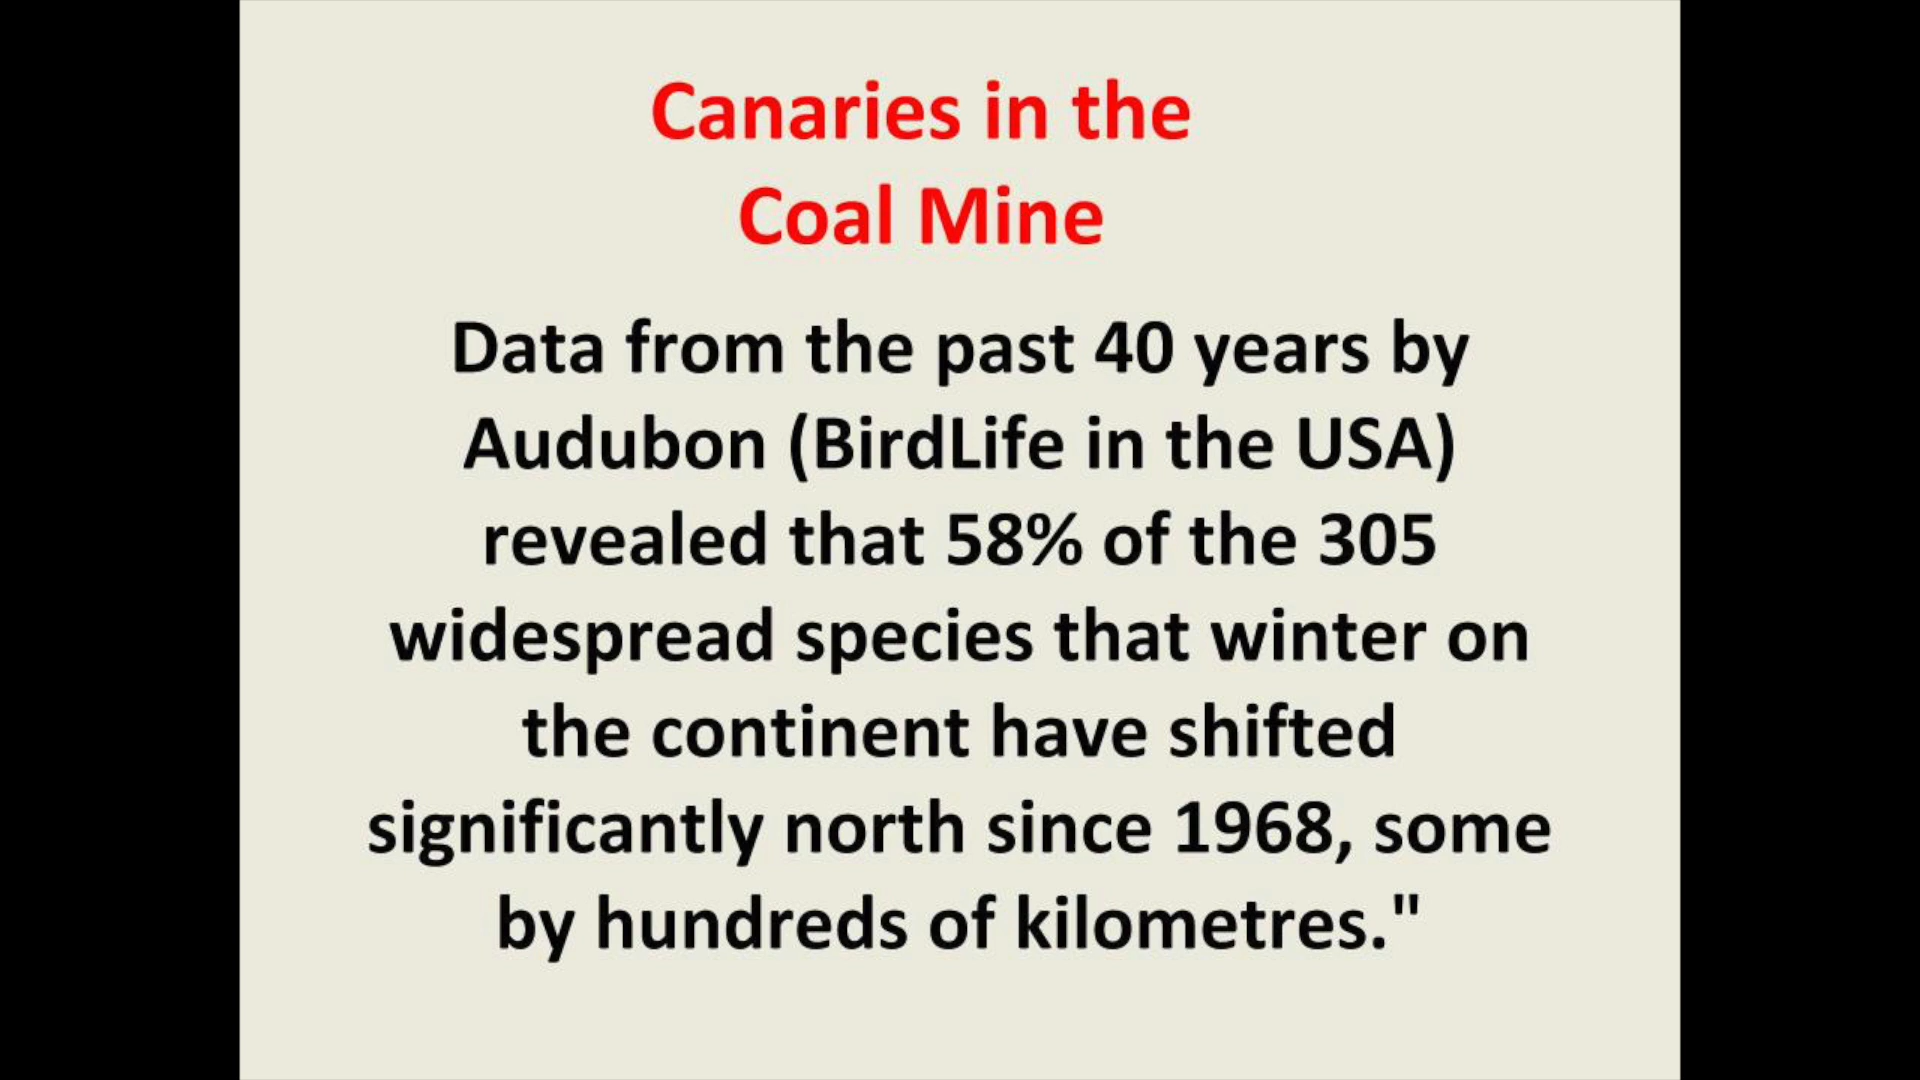 Canaries in the
Coal Mine
Data from the past 40 years by
Audubon (BirdLife in the USA)
revealed that 58% of the 305
widespread species that winter on
the continent have shifted
significantly north since 1968, some
by hundreds of kilometres."